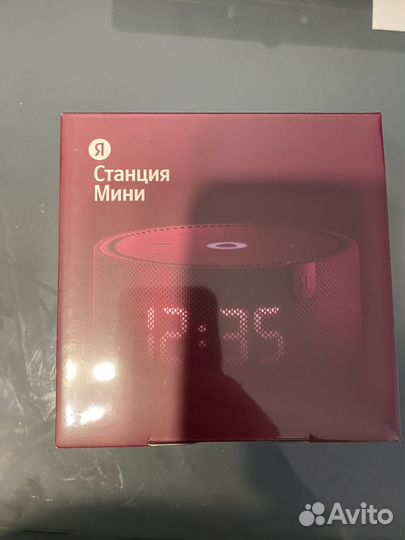 Я
Станция
Мини
Я
12:35
Avito